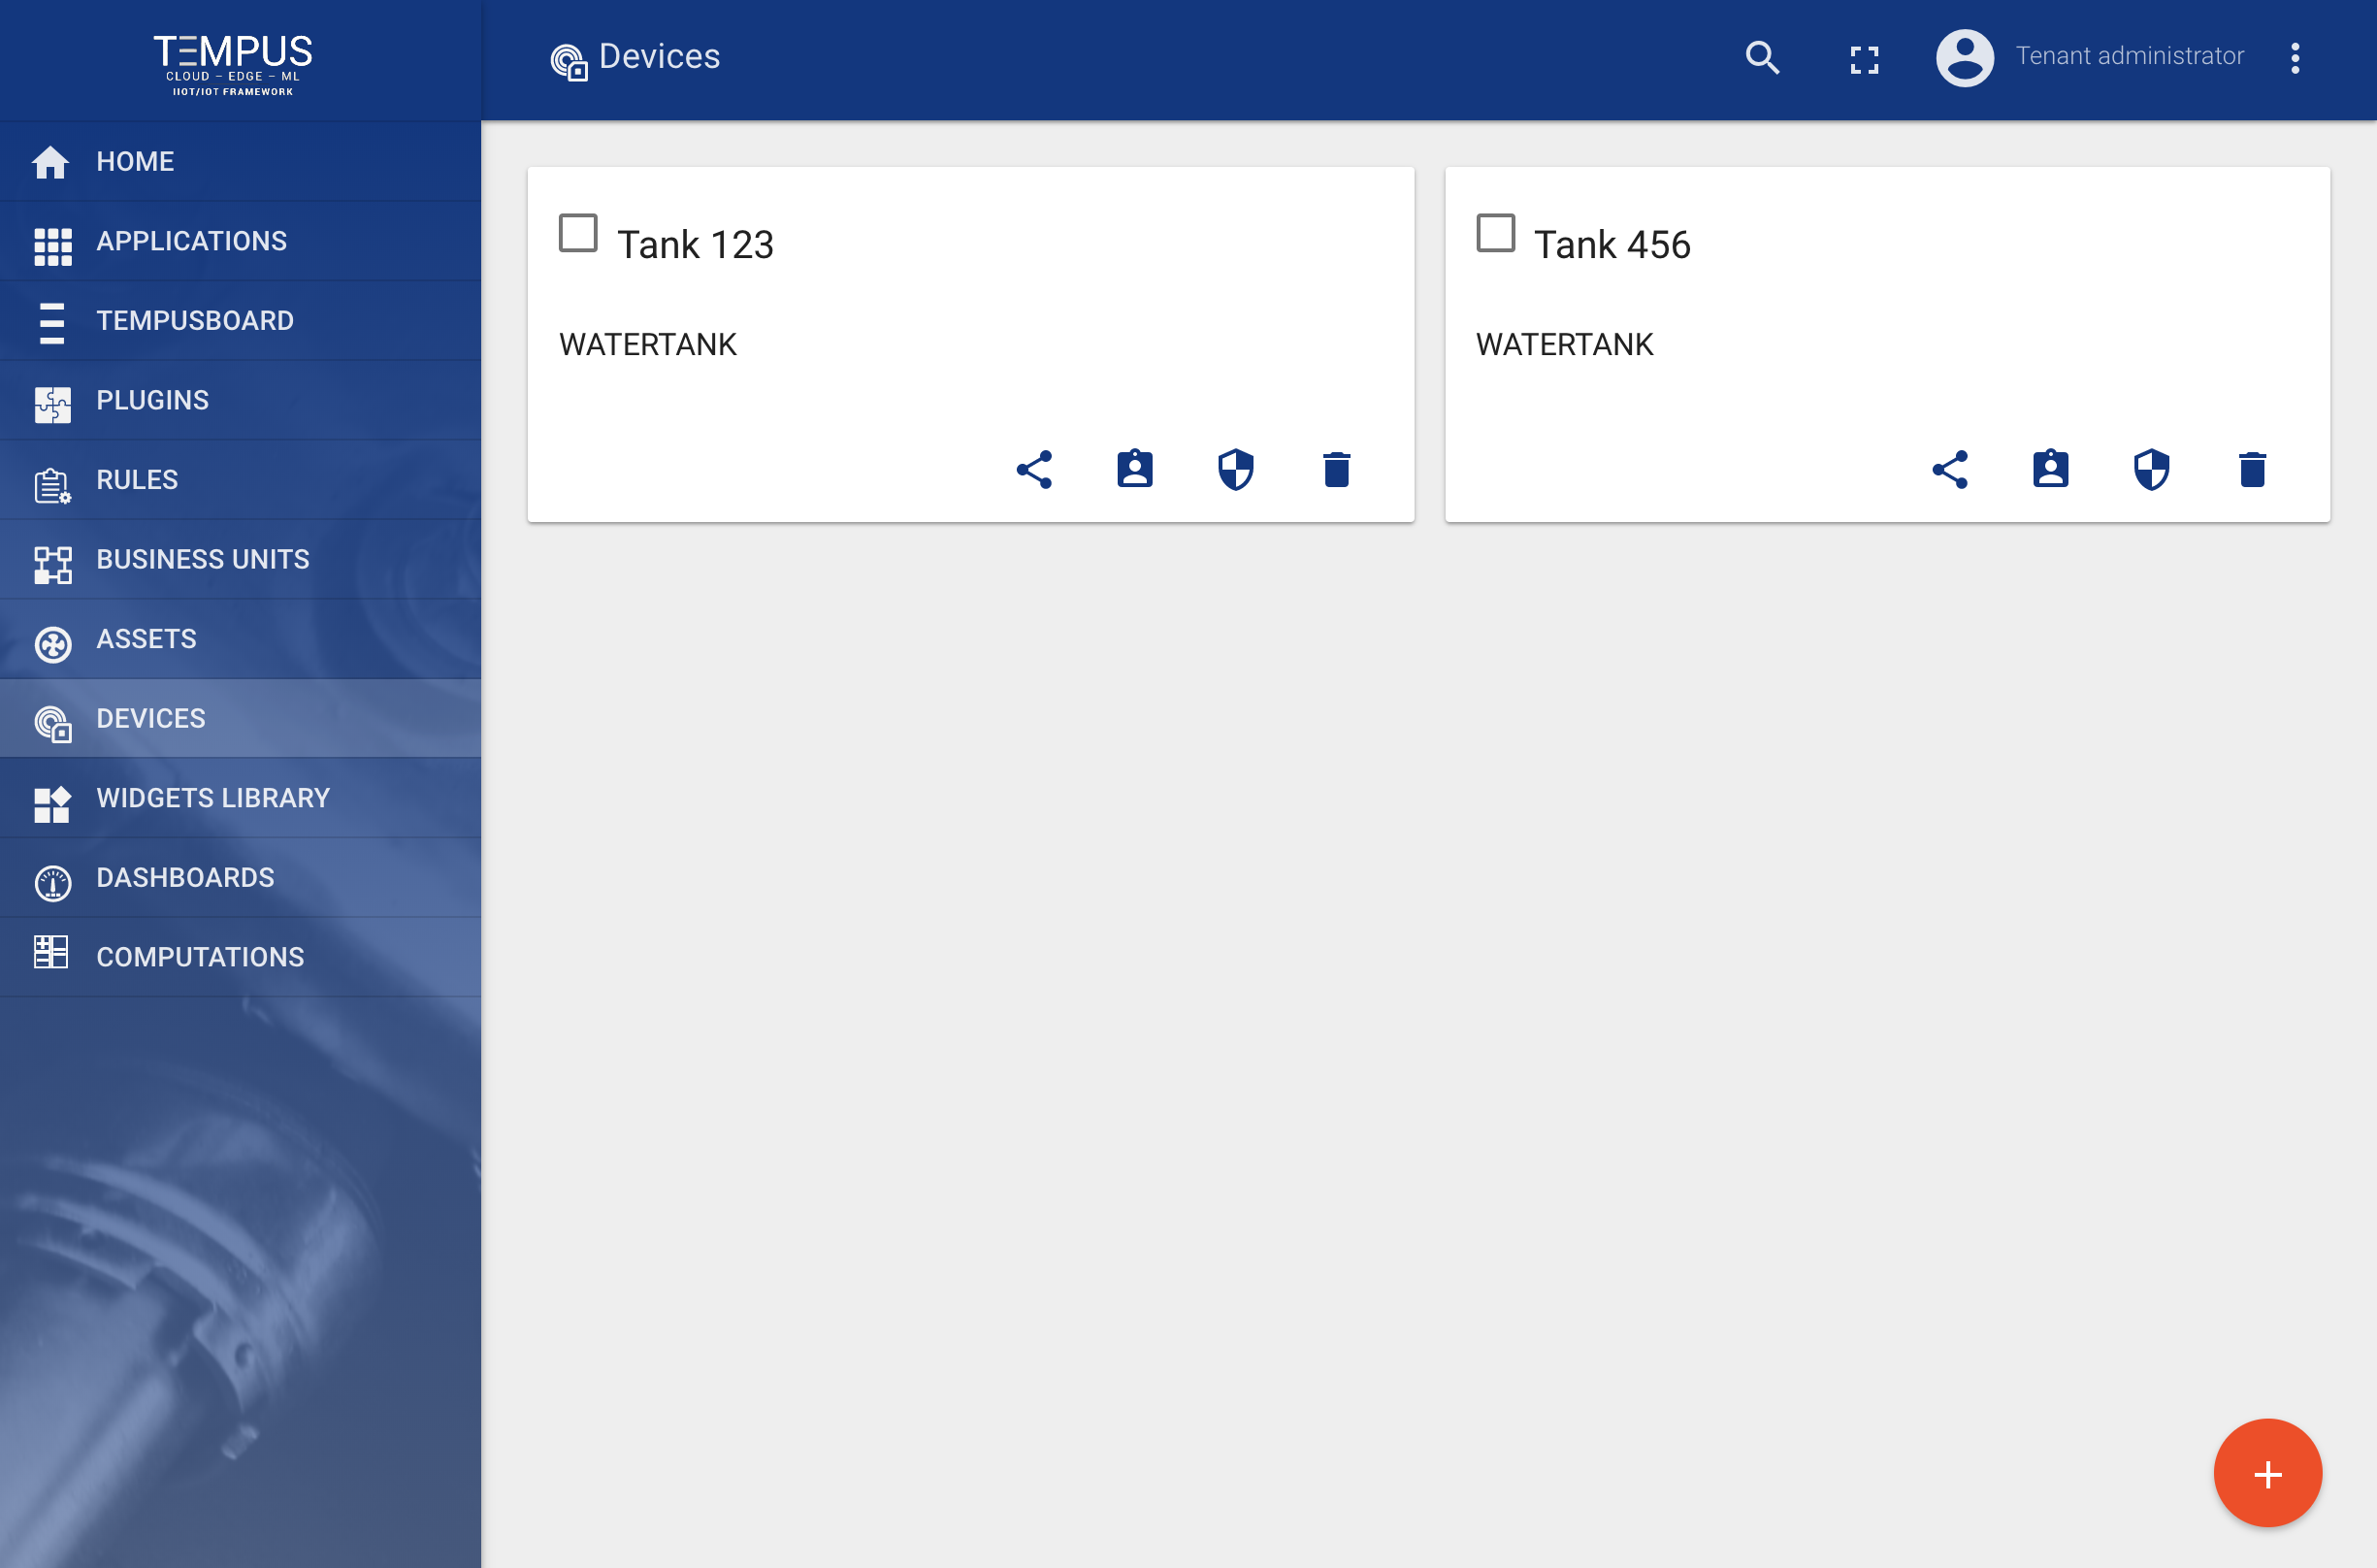 TEMPUS
CLOUD – EDGE – ML
IIOT/IOT FRAMEWORK
Devices
Tenant administrator
HOME
APPLICATIONS
TEMPUSBOARD
PLUGINS
RULES
BUSINESS UNITS
ASSETS
DEVICES
WIDGETS LIBRARY
DASHBOARDS
COMPUTATIONS
Tank 123
WATERTANK
Tank 456
WATERTANK